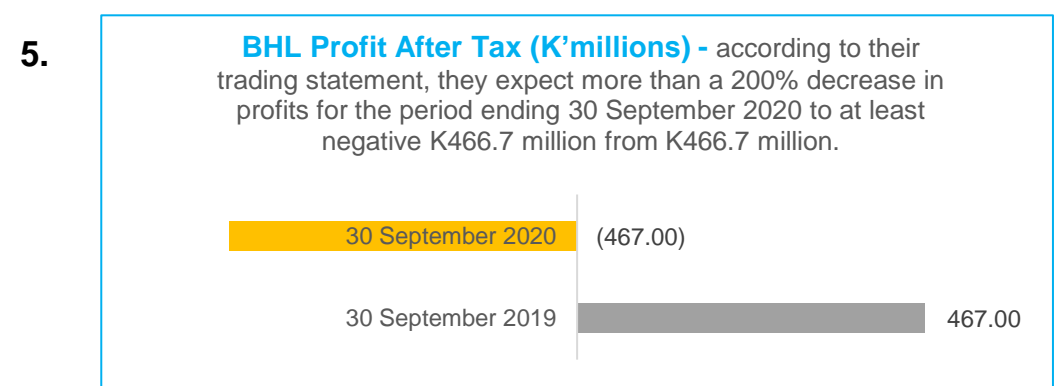 5.
BHL Profit After Tax (K’millions) - according to their
trading statement, they expect more than a 200% decrease in
profits for the period ending 30 September 2020 to at least
negative K466.7 million from K466.7 million.
30 September 2020 (467.00)
30 September 2019 467.00